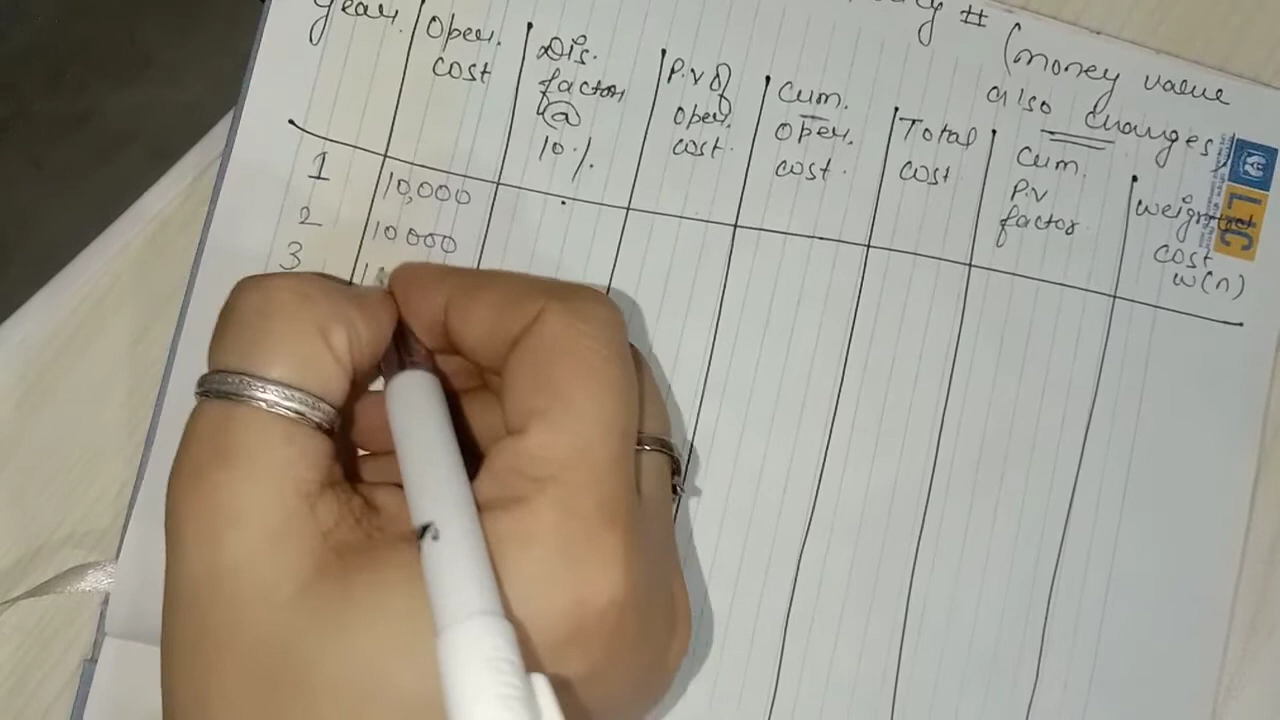 # (money value
also changes
Year.
Oper.
cost
Dis.
factor
@
10%
P.V of
Oper.
cost.
Cum.
Oper.
cost.
Total
cost
Cum.
P.V
factor
weighted
cost
w(n)
1 10,000
2 10000
3
LIC